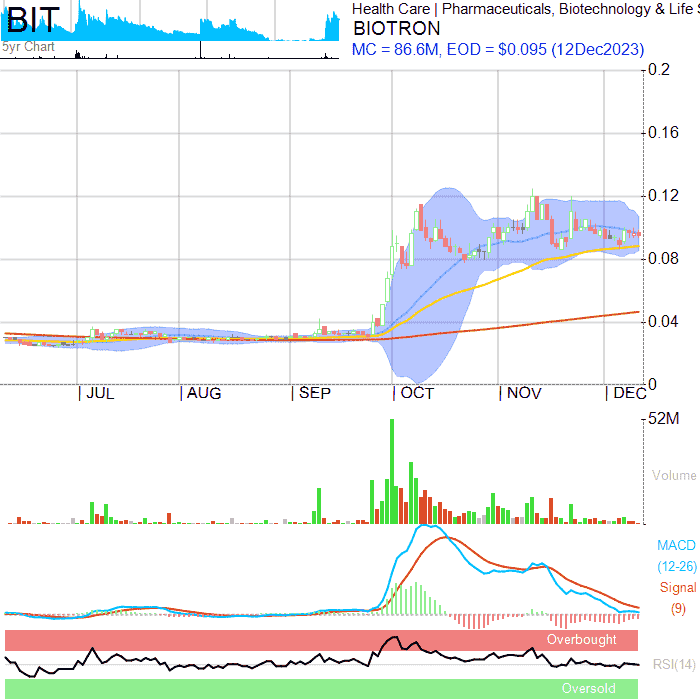 BIT
5yr Chart
Health Care | Pharmaceuticals, Biotechnology & Life S
BIOTRON
MC = 86.6M, EOD = $0.095 (12Dec2023)
0.2
0.16
0.12
0.08
0.04
0
| JUL | AUG | SEP | OCT | NOV | DEC
52M
Volume
MACD
(12-26)
Signal
(9)
Overbought
RSI(14)
Oversold